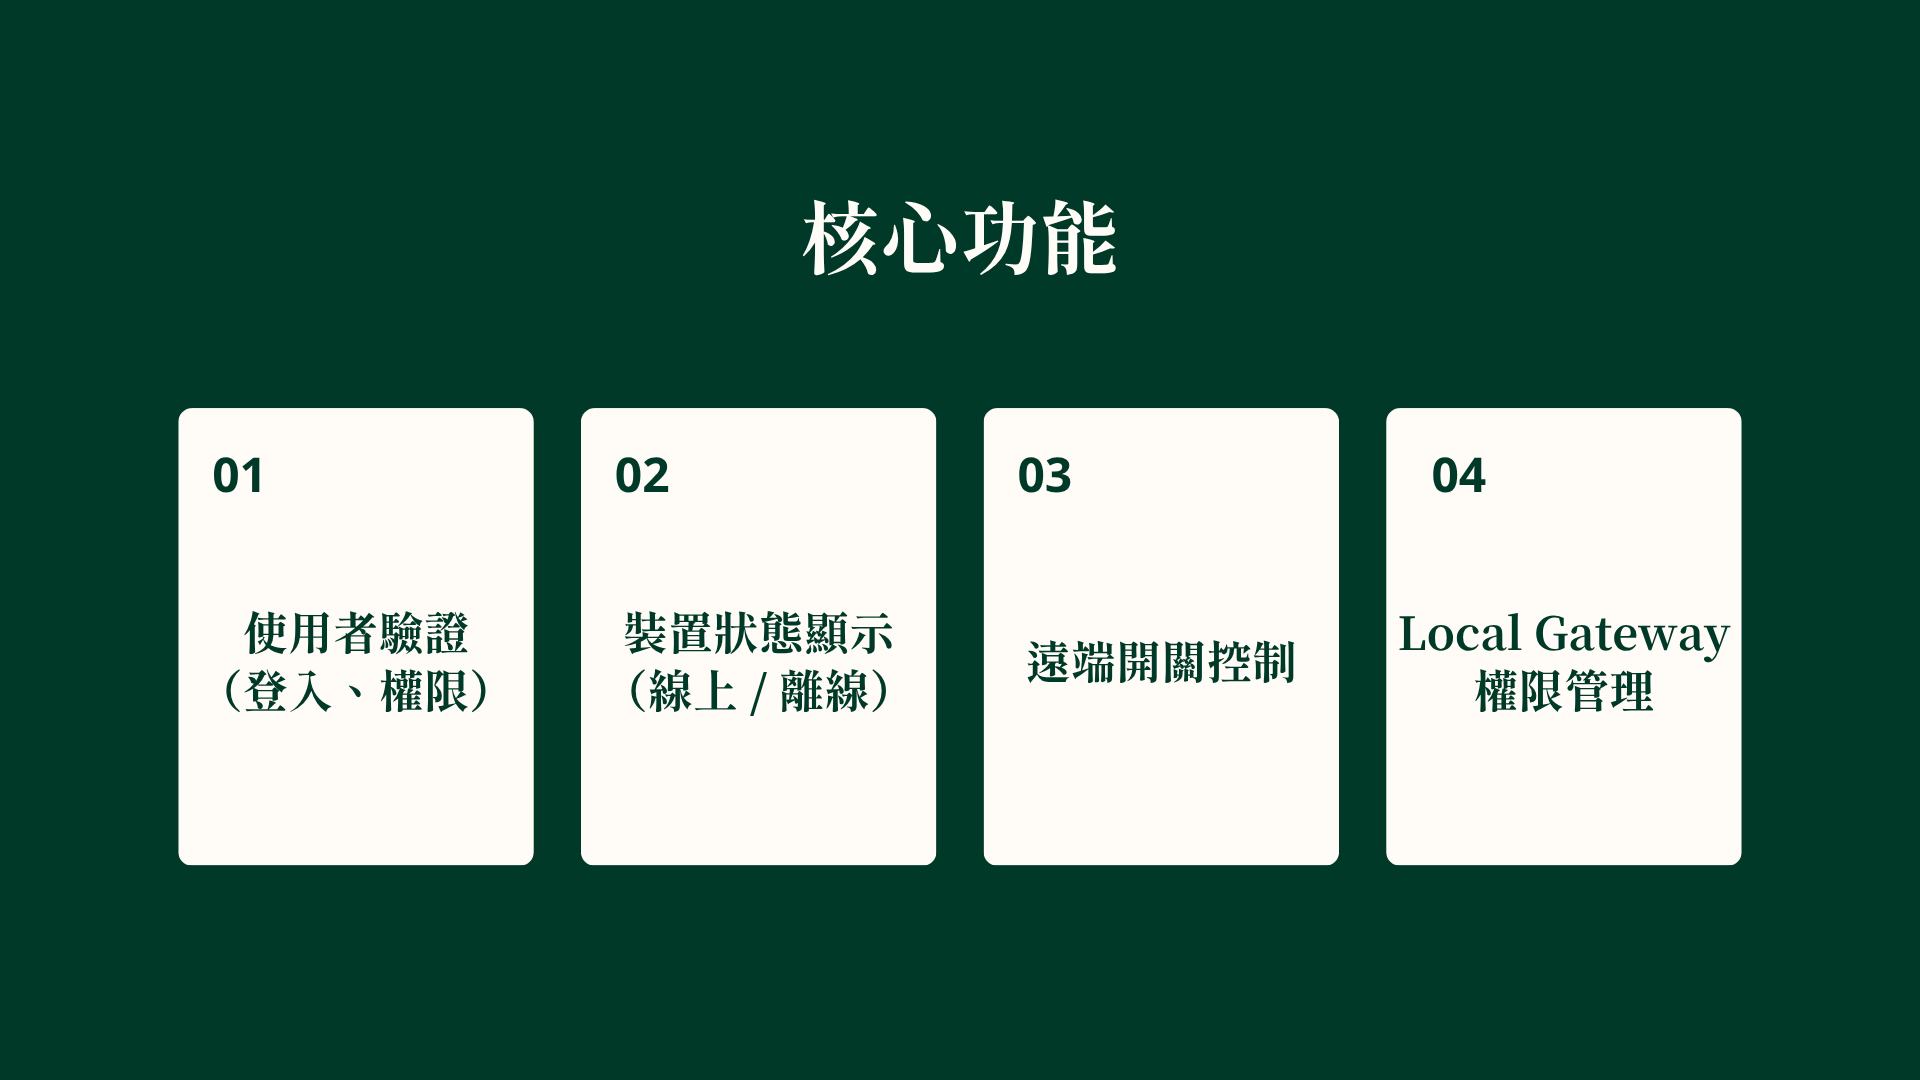 核心功能
01
使用者驗證
（登入、權限）
02
裝置狀態顯示
（線上 / 離線）
03
遠端開關控制
04
Local Gateway
權限管理